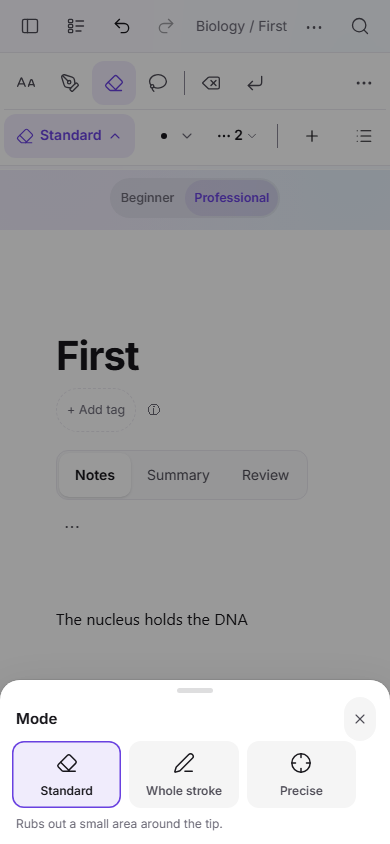 Biology / First
AA
Standard
2
Beginner Professional
First
+ Add tag
Notes Summary Review
The nucleus holds the DNA
Mode
Standard Whole stroke Precise
Rubs out a small area around the tip.